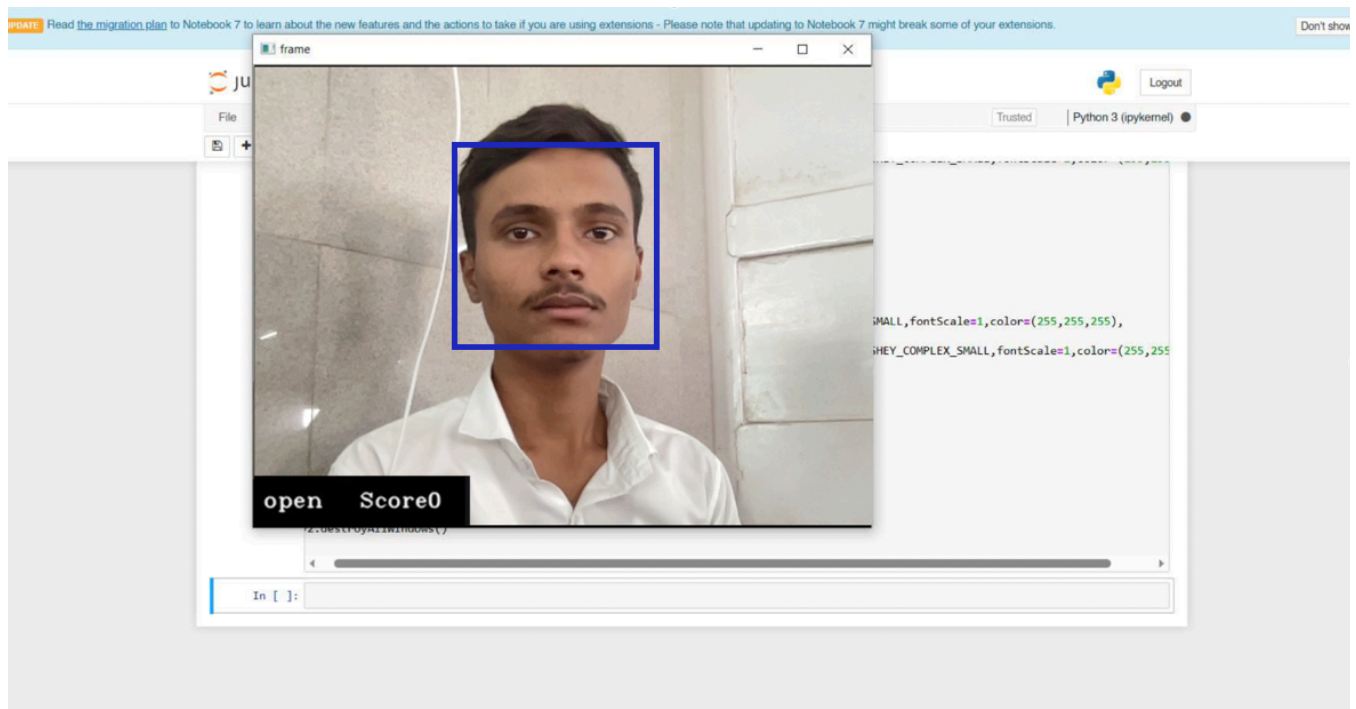 UPDATE Read the migration plan to Notebook 7 to learn about the new features and the actions to take if you are using extensions - Please note that updating to Notebook 7 might break some of your extensions.
Don't show
frame
Ju
Logout
File
Trusted
Python 3 (ipykernel)
SMALL,fontScale=1,color=(255,255,255),
SHEY_COMPLEX_SMALL,fontScale=1,color=(255,255
open Score0
2.destroyAllWindows()
In [ ]: